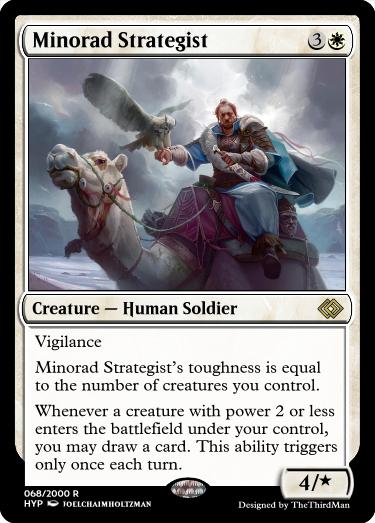 Minorad Strategist 3
Creature — Human Soldier
Vigilance
Minorad Strategist's toughness is equal
to the number of creatures you control.
Whenever a creature with power 2 or less
enters the battlefield under your control,
you may draw a card. This ability triggers
only once each turn.
4/★
068/2000 R
HYP JOELCHAIMHOLTZMAN
Designed by TheThirdMan